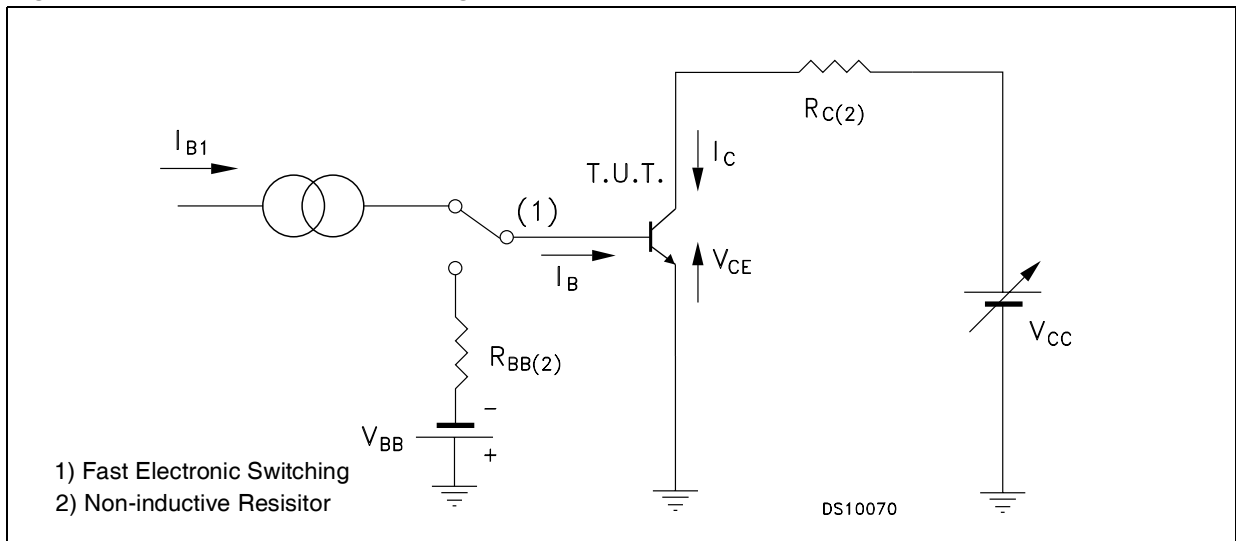 I_B1
R_C(2)
I_C
T.U.T.
(1)
V_CE
I_B
V_CC
R_BB(2)
−
V_BB
+
1) Fast Electronic Switching
2) Non-inductive Resisitor
DS10070